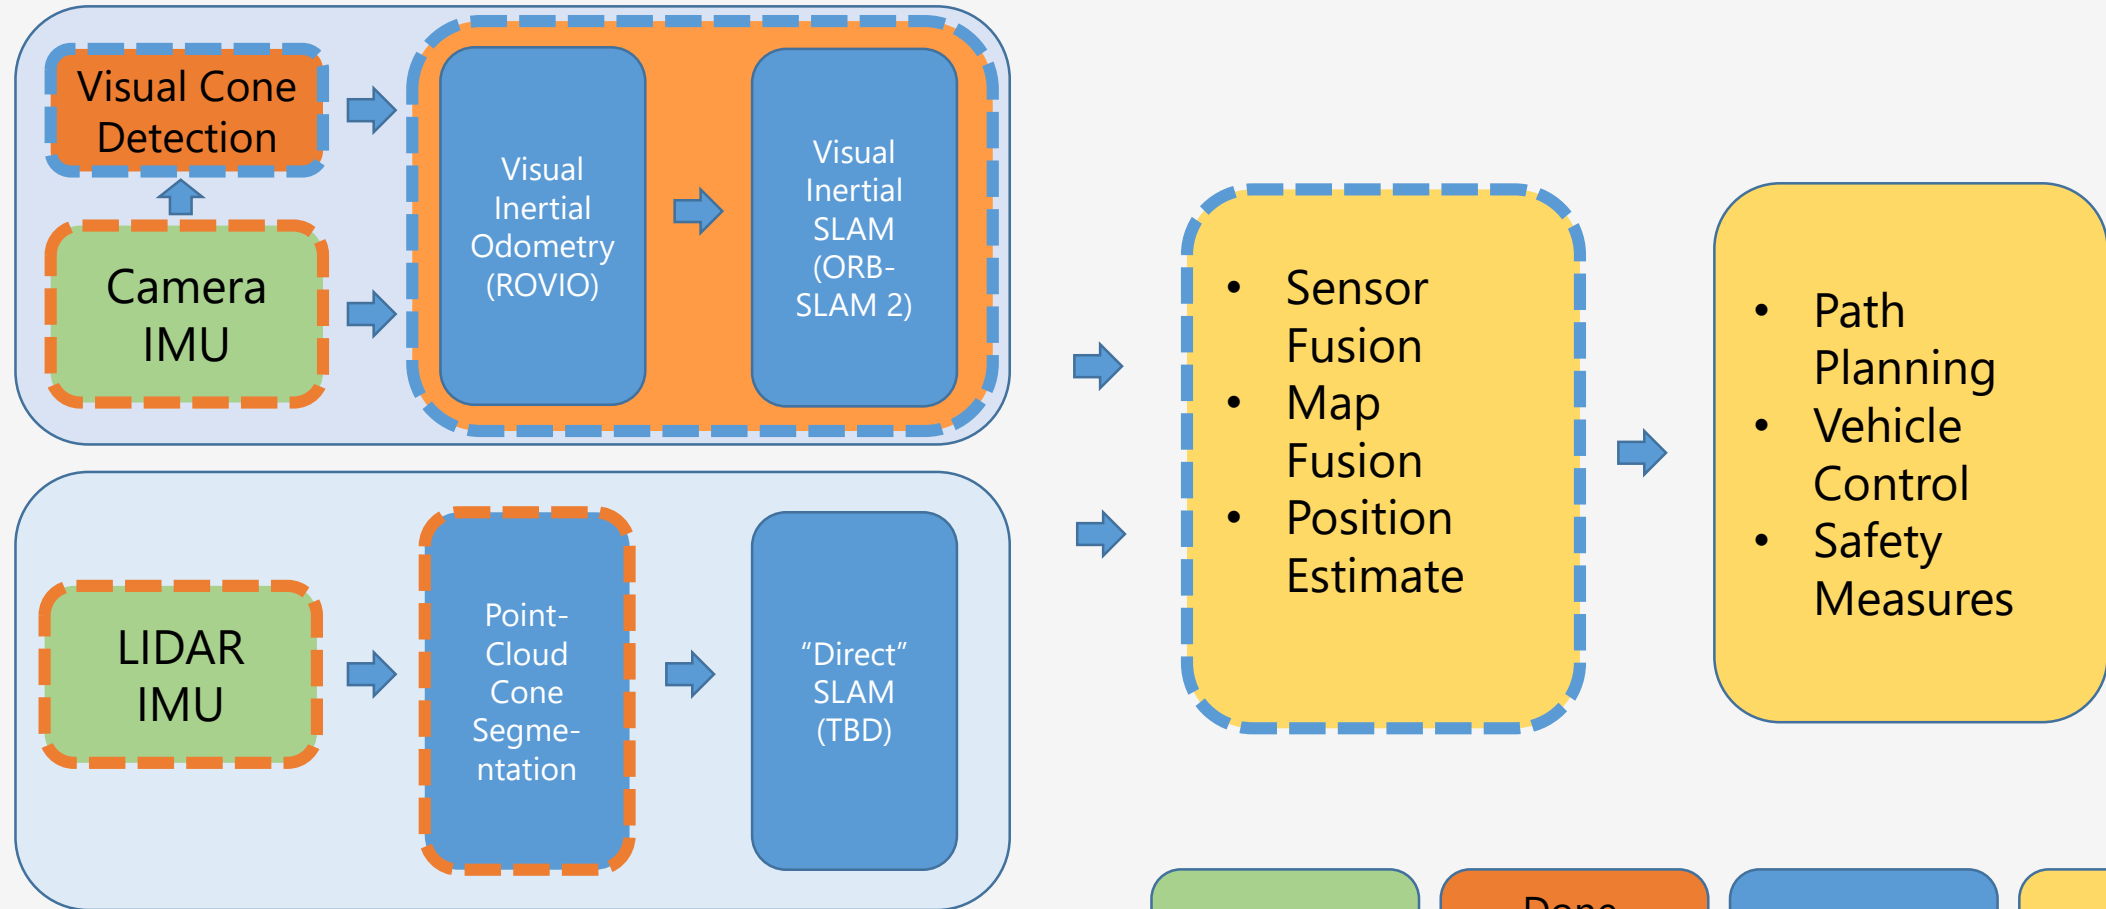 Visual Cone
Detection
Camera
IMU
Visual
Inertial
Odometry
(ROVIO)
Visual
Inertial
SLAM
(ORB-
SLAM 2)
LIDAR
IMU
Point-
Cloud
Cone
Segme-
ntation
“Direct”
SLAM
(TBD)
• Sensor
Fusion
• Map
Fusion
• Position
Estimate
• Path
Planning
• Vehicle
Control
• Safety
Measures
Done